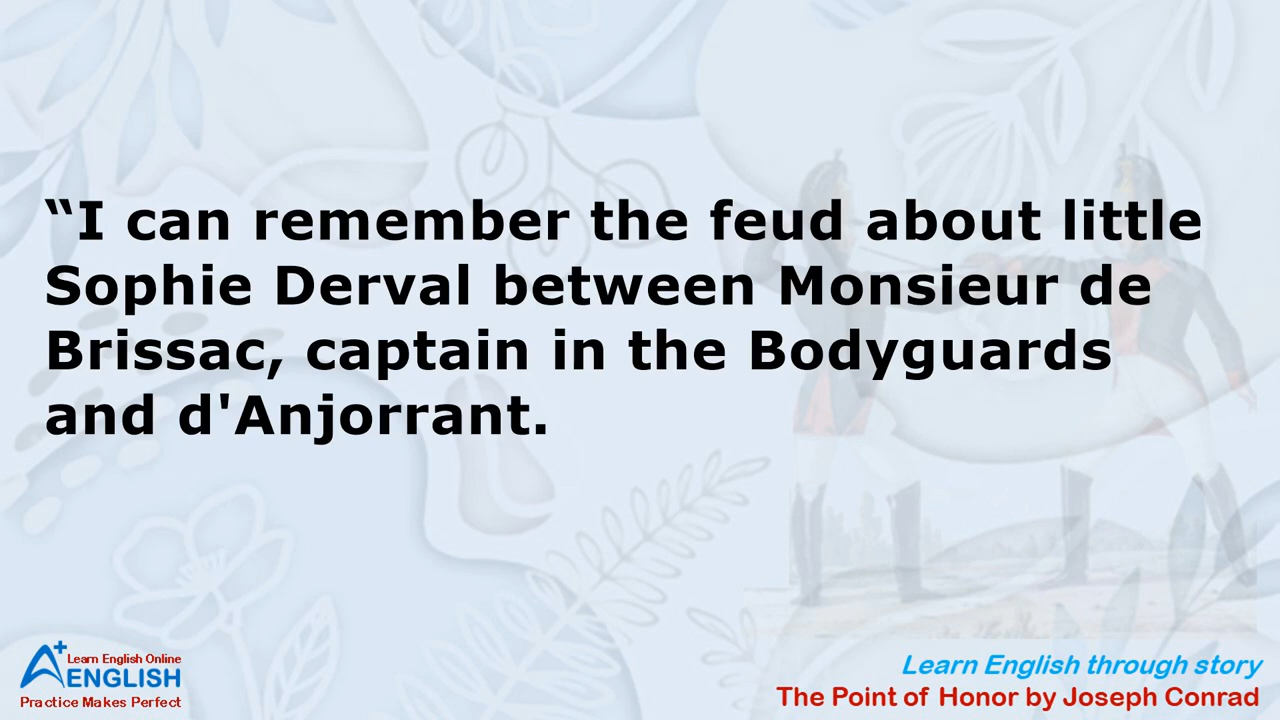 “I can remember the feud about little
Sophie Derval between Monsieur de
Brissac, captain in the Bodyguards
and d'Anjorrant.
A+
Learn English Online
ENGLISH
Practice Makes Perfect
Learn English through story
The Point of Honor by Joseph Conrad